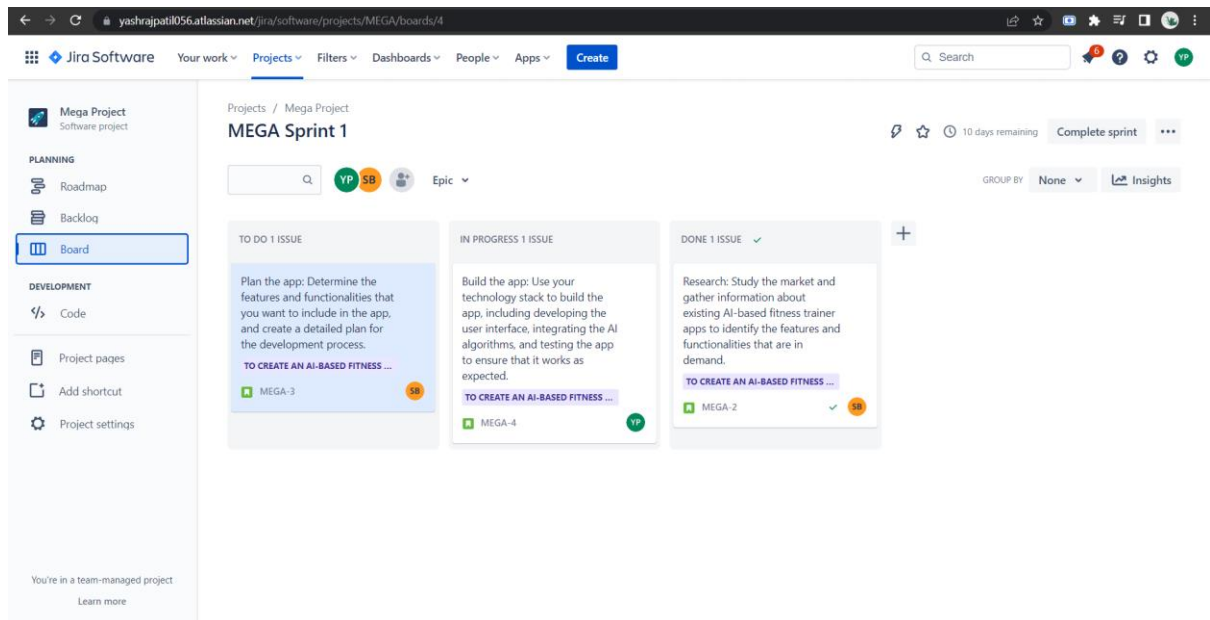 yashrajpatil056.atlassian.net/jira/software/projects/MEGA/boards/4
Jira Software Your work Projects Filters Dashboards People Apps Create Search 6 YP
Mega Project
Software project
PLANNING
Roadmap
Backlog
Board
DEVELOPMENT
Code
Project pages
Add shortcut
Project settings
You're in a team-managed project
Learn more
Projects / Mega Project
MEGA Sprint 1
10 days remaining Complete sprint
YP SB Epic
GROUP BY None Insights
TO DO 1 ISSUE
Plan the app: Determine the
features and functionalities that
you want to include in the app,
and create a detailed plan for
the development process.
TO CREATE AN AI-BASED FITNESS ...
MEGA-3 SB
IN PROGRESS 1 ISSUE
Build the app: Use your
technology stack to build the
app, including developing the
user interface, integrating the AI
algorithms, and testing the app
to ensure that it works as
expected.
TO CREATE AN AI-BASED FITNESS ...
MEGA-4 YP
DONE 1 ISSUE
Research: Study the market and
gather information about
existing AI-based fitness trainer
apps to identify the features and
functionalities that are in
demand.
TO CREATE AN AI-BASED FITNESS ...
MEGA-2 SB